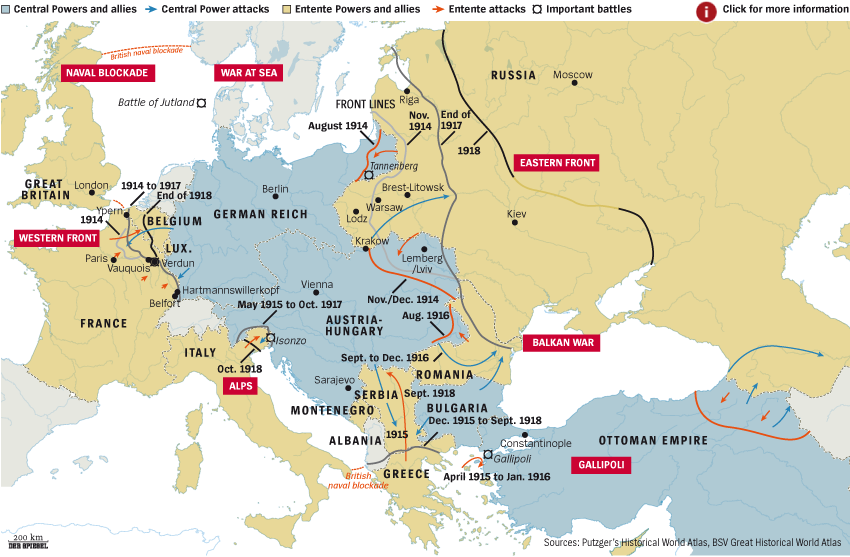 Central Powers and allies
Central Power attacks
Entente Powers and allies
Entente attacks
Important battles
i
Click for more information
British naval blockade
NAVAL BLOCKADE
WAR AT SEA
RUSSIA
Moscow
Battle of Jutland
FRONT LINES
Riga
August 1914
Nov.
1914
End of
1917
1918
EASTERN FRONT
Tannenberg
GREAT
BRITAIN
London
1914 to 1917
End of 1918
Berlin
Brest-Litowsk
Warsaw
Ypern
1914
BELGIUM
GERMAN REICH
Lodz
Kiev
WESTERN FRONT
LUX.
Krakow
Paris
Vauquois
Verdun
Lemberg
/Lviv
Hartmannswillerkopf
Vienna
Belfort
May 1915 to Oct. 1917
Nov./Dec. 1914
FRANCE
AUSTRIA-
HUNGARY
Aug. 1916
ITALY
Isonzo
BALKAN WAR
Oct. 1918
Sept. to Dec. 1916
ALPS
ROMANIA
Sarajevo
SERBIA
Sept. 1918
MONTENEGRO
BULGARIA
Dec. 1915 to Sept. 1918
ALBANIA
1915
Constantinople
OTTOMAN EMPIRE
Gallipoli
GALLIPOLI
British
naval blockade
GREECE
April 1915 to Jan. 1916
200 km
DER SPIEGEL
Sources: Putzger's Historical World Atlas, BSV Great Historical World Atlas